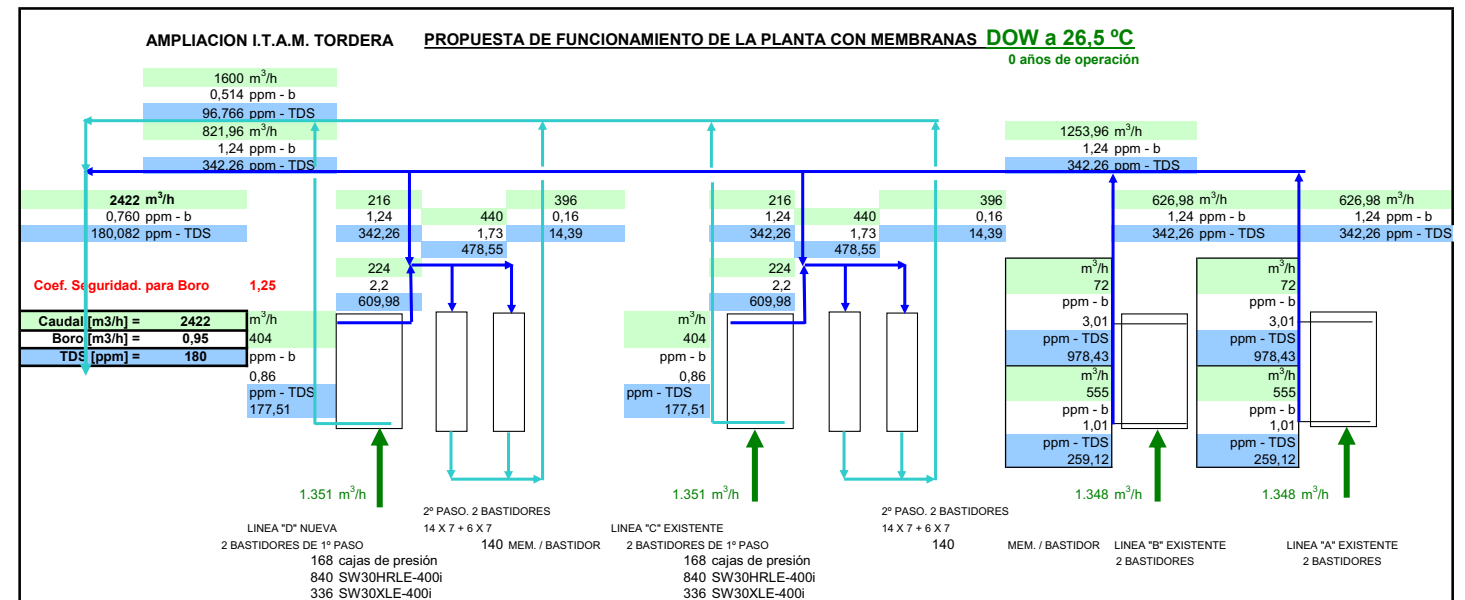 AMPLIACION I.T.A.M. TORDERA PROPUESTA DE FUNCIONAMIENTO DE LA PLANTA CON MEMBRANAS DOW a 26,5 ºC
0 años de operación
1600 m³/h
0,514 ppm - b
96,766 ppm - TDS
821,96 m³/h 1253,96 m³/h
1,24 ppm - b 1,24 ppm - b
342,26 ppm - TDS 342,26 ppm - TDS
2422 m³/h 216 396 216 396 626,98 m³/h 626,98 m³/h
0,760 ppm - b 1,24 440 0,16 1,24 440 0,16 1,24 ppm - b 1,24 ppm - b
180,082 ppm - TDS 342,26 1,73 14,39 342,26 1,73 14,39 342,26 ppm - TDS 342,26 ppm - TDS
478,55 478,55
224 224 m³/h m³/h
Coef. Seguridad. para Boro 1,25 2,2 2,2 72 72
609,98 609,98 ppm - b ppm - b
Caudal [m3/h] = 2422 m³/h m³/h 3,01 3,01
Boro [m3/h] = 0,95 404 404 ppm - TDS ppm - TDS
TDS [ppm] = 180 ppm - b ppm - b 978,43 978,43
0,86 0,86 m³/h m³/h
ppm - TDS ppm - TDS 555 555
177,51 177,51 ppm - b ppm - b
1,01 1,01
ppm - TDS ppm - TDS
259,12 259,12
1.351 m³/h 1.351 m³/h 1.348 m³/h 1.348 m³/h
2º PASO. 2 BASTIDORES 2º PASO. 2 BASTIDORES
LINEA "D" NUEVA 14 X 7 + 6 X 7 LINEA "C" EXISTENTE 14 X 7 + 6 X 7
2 BASTIDORES DE 1º PASO 140 MEM. / BASTIDOR 2 BASTIDORES DE 1º PASO 140 MEM. / BASTIDOR LINEA "B" EXISTENTE LINEA "A" EXISTENTE
168 cajas de presión 168 cajas de presión 2 BASTIDORES 2 BASTIDORES
840 SW30HRLE-400i 840 SW30HRLE-400i
336 SW30XLE-400i 336 SW30XLE-400i